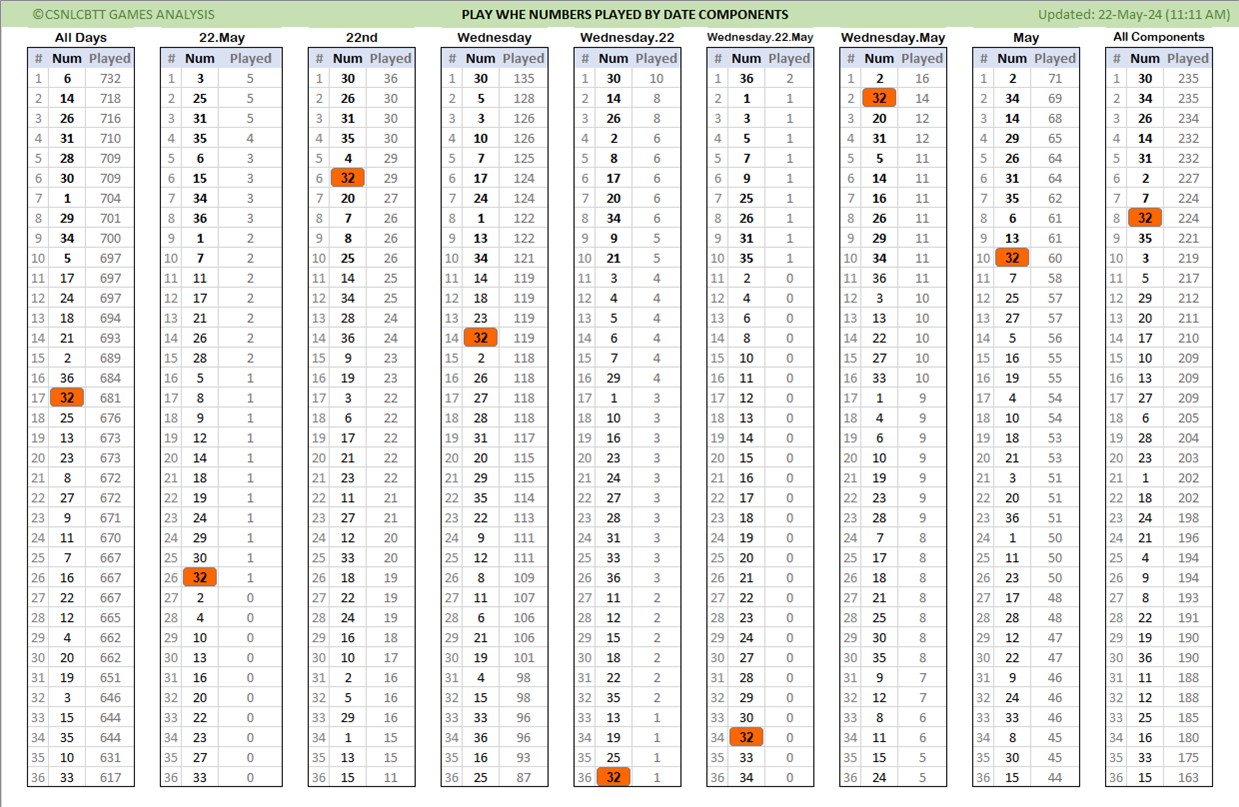 ©CSNLCBTT GAMES ANALYSIS PLAY WHE NUMBERS PLAYED BY DATE COMPONENTS Updated: 22-May-24 (11:11 AM)
All Days 22.May 22nd Wednesday Wednesday.22 Wednesday.22.May Wednesday.May May All Components
# Num Played # Num Played # Num Played # Num Played # Num Played # Num Played # Num Played # Num Played # Num Played
1 6 732 1 3 5 1 30 36 1 30 135 1 30 10 1 36 2 1 2 16 1 2 71 1 30 235
2 14 718 2 25 5 2 26 30 2 5 128 2 14 8 2 1 1 2 32 14 2 34 69 2 34 235
3 26 716 3 31 5 3 31 30 3 3 126 3 26 8 3 3 1 3 20 12 3 14 68 3 26 234
4 31 710 4 35 4 4 35 30 4 10 126 4 2 6 4 5 1 4 31 12 4 29 65 4 14 232
5 28 709 5 6 3 5 4 29 5 7 125 5 8 6 5 7 1 5 5 11 5 26 64 5 31 232
6 30 709 6 15 3 6 32 29 6 17 124 6 17 6 6 9 1 6 14 11 6 31 64 6 2 227
7 1 704 7 34 3 7 20 27 7 24 124 7 20 6 7 25 1 7 16 11 7 35 62 7 7 224
8 29 701 8 36 3 8 7 26 8 1 122 8 34 6 8 26 1 8 26 11 8 6 61 8 32 224
9 34 700 9 1 2 9 8 26 9 13 122 9 9 5 9 31 1 9 29 11 9 13 61 9 35 221
10 5 697 10 7 2 10 25 26 10 34 121 10 21 5 10 35 1 10 34 11 10 32 60 10 3 219
11 17 697 11 11 2 11 14 25 11 14 119 11 3 4 11 2 0 11 36 11 11 7 58 11 5 217
12 24 697 12 17 2 12 34 25 12 18 119 12 4 4 12 4 0 12 3 10 12 25 57 12 29 212
13 18 694 13 21 2 13 28 24 13 23 119 13 5 4 13 6 0 13 13 10 13 27 57 13 20 211
14 21 693 14 26 2 14 36 24 14 32 119 14 6 4 14 8 0 14 22 10 14 5 56 14 17 210
15 2 689 15 28 2 15 9 23 15 2 118 15 7 4 15 10 0 15 27 10 15 16 55 15 10 209
16 36 684 16 5 1 16 19 23 16 26 118 16 29 4 16 11 0 16 33 10 16 19 55 16 13 209
17 32 681 17 8 1 17 3 22 17 27 118 17 1 3 17 12 0 17 1 9 17 4 54 17 27 209
18 25 676 18 9 1 18 6 22 18 28 118 18 10 3 18 13 0 18 4 9 18 10 54 18 6 205
19 13 673 19 12 1 19 17 22 19 31 117 19 16 3 19 14 0 19 6 9 19 18 53 19 28 204
20 23 673 20 14 1 20 21 22 20 20 115 20 23 3 20 15 0 20 10 9 20 21 53 20 23 203
21 8 672 21 18 1 21 23 22 21 29 115 21 24 3 21 16 0 21 19 9 21 3 51 21 1 202
22 27 672 22 19 1 22 11 21 22 35 114 22 27 3 22 17 0 22 23 9 22 20 51 22 18 202
23 9 671 23 24 1 23 27 21 23 22 113 23 28 3 23 18 0 23 28 9 23 36 51 23 24 198
24 11 670 24 29 1 24 12 20 24 9 111 24 31 3 24 19 0 24 7 8 24 1 50 24 21 196
25 7 667 25 30 1 25 33 20 25 12 111 25 33 3 25 20 0 25 17 8 25 11 50 25 4 194
26 16 667 26 32 1 26 18 19 26 8 109 26 36 3 26 21 0 26 18 8 26 23 50 26 9 194
27 22 667 27 2 0 27 22 19 27 11 107 27 11 2 27 22 0 27 21 8 27 17 48 27 8 193
28 12 665 28 4 0 28 24 19 28 6 106 28 12 2 28 23 0 28 25 8 28 28 48 28 22 191
29 4 662 29 10 0 29 16 18 29 21 106 29 15 2 29 24 0 29 30 8 29 12 47 29 19 190
30 20 662 30 13 0 30 10 17 30 19 101 30 18 2 30 27 0 30 35 8 30 22 47 30 36 190
31 19 651 31 16 0 31 2 16 31 4 98 31 22 2 31 28 0 31 9 7 31 9 46 31 11 188
32 3 646 32 20 0 32 5 16 32 15 98 32 35 2 32 29 0 32 12 7 32 24 46 32 12 188
33 15 644 33 22 0 33 29 16 33 33 96 33 13 1 33 30 0 33 8 6 33 33 46 33 25 185
34 35 644 34 23 0 34 1 15 34 36 96 34 19 1 34 32 0 34 11 6 34 8 45 34 16 180
35 10 631 35 27 0 35 13 15 35 16 93 35 25 1 35 33 0 35 15 5 35 30 45 35 33 175
36 33 617 36 33 0 36 15 11 36 25 87 36 32 1 36 34 0 36 24 5 36 15 44 36 15 163